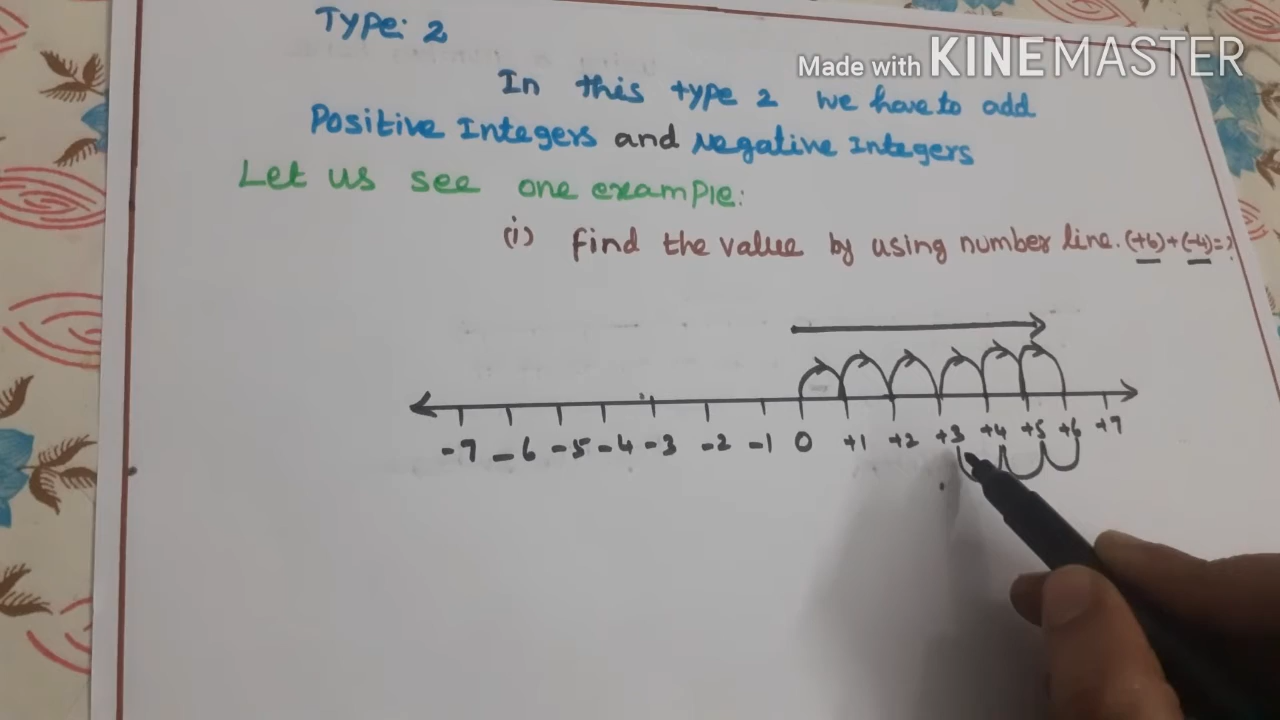 Type: 2
Made with KINEMASTER
In this type 2 we have to add
Positive Integers and Negative Integers
Let us see one example:
(i) find the value by using number line. (+6)+(-4)=?
-7 -6 -5 -4 -3 -2 -1 0 +1 +2 +3 +4 +5 +6 +7